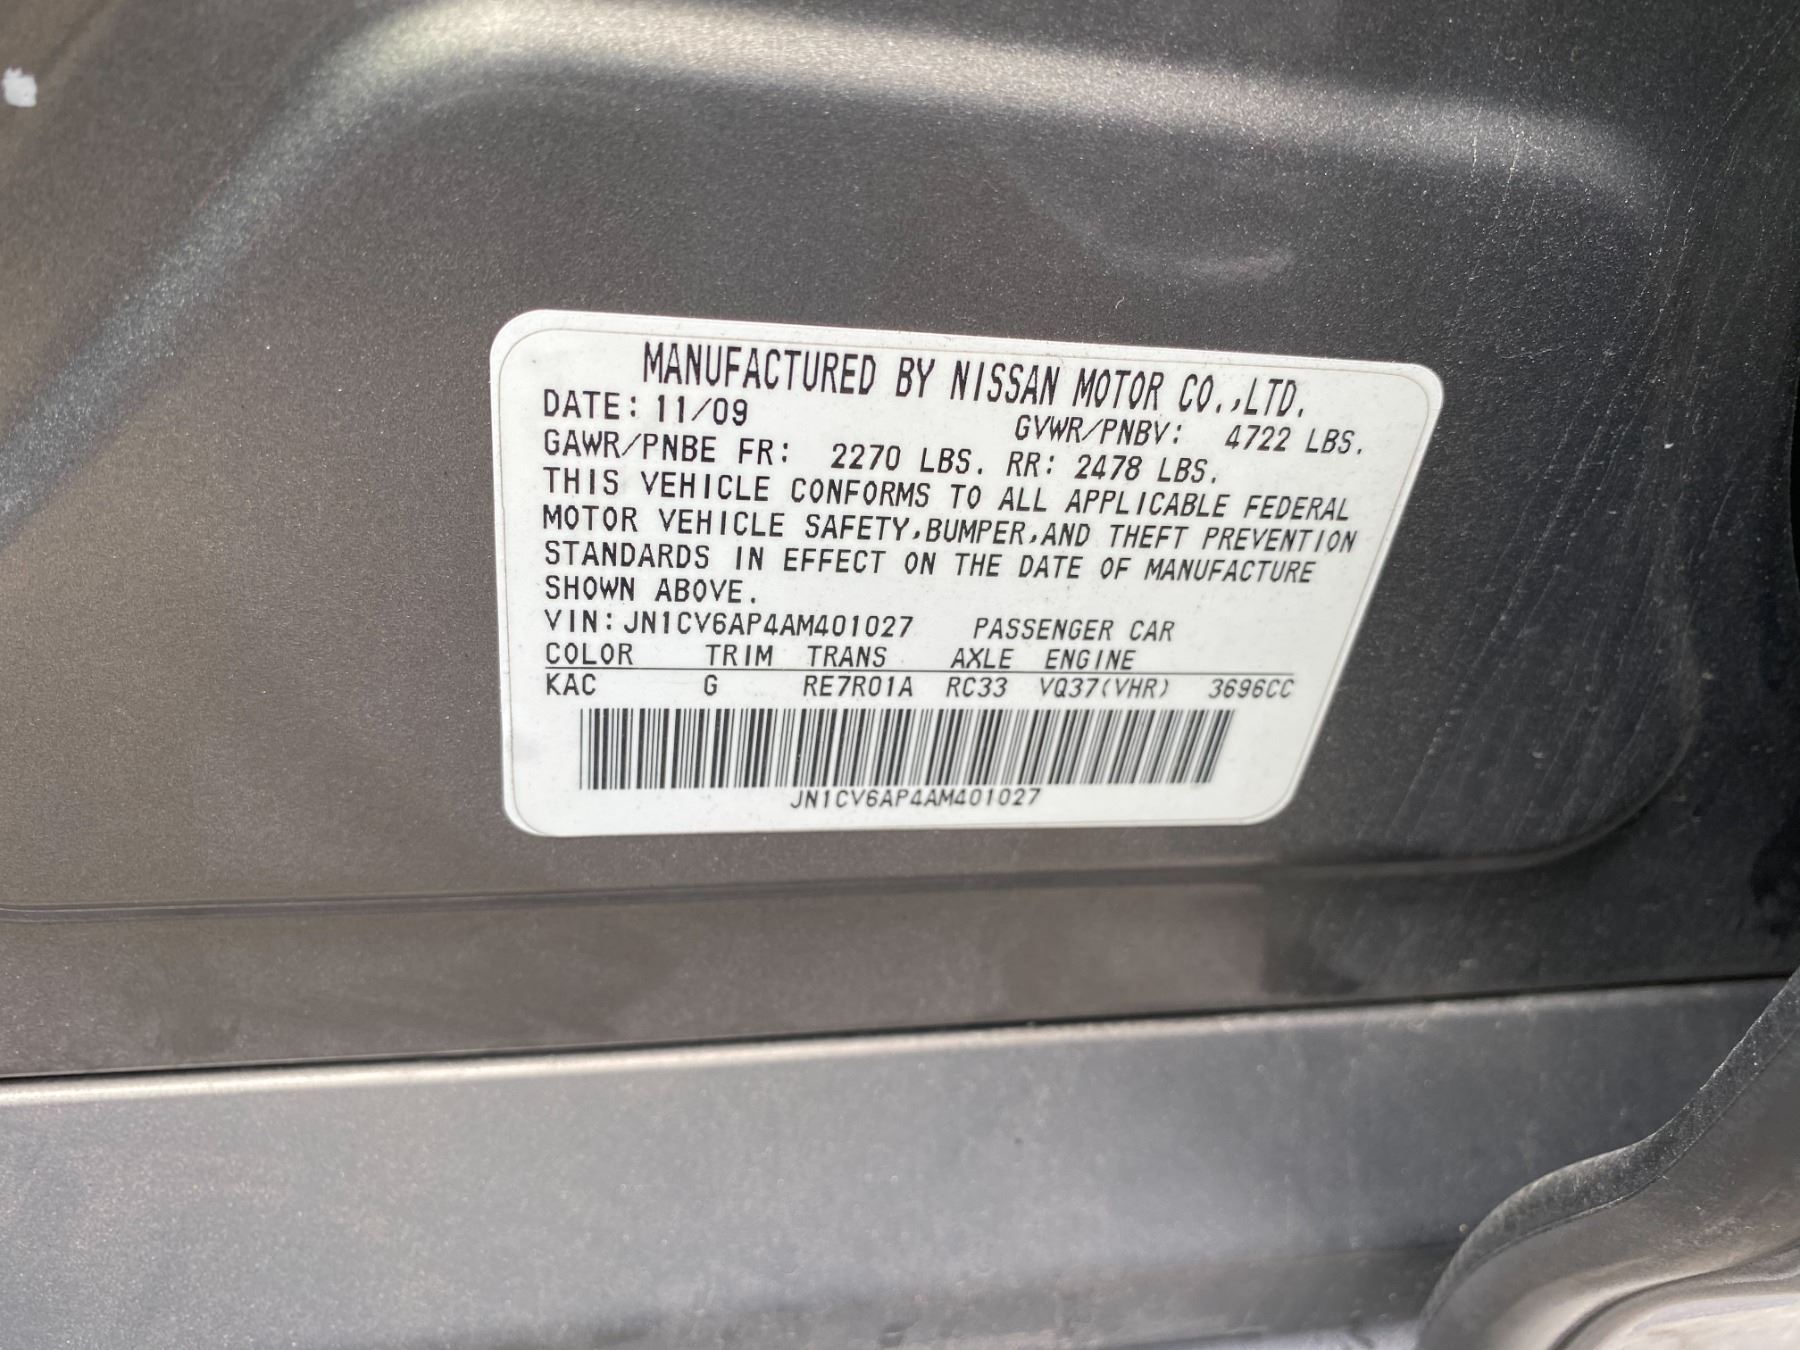 MANUFACTURED BY NISSAN MOTOR CO.,LTD.
DATE: 11/09 GVWR/PNBV: 4722 LBS.
GAWR/PNBE FR: 2270 LBS. RR: 2478 LBS.
THIS VEHICLE CONFORMS TO ALL APPLICABLE FEDERAL
MOTOR VEHICLE SAFETY,BUMPER,AND THEFT PREVENTION
STANDARDS IN EFFECT ON THE DATE OF MANUFACTURE
SHOWN ABOVE.
VIN: JN1CV6AP4AM401027 PASSENGER CAR
COLOR TRIM TRANS AXLE ENGINE
KAC G RE7R01A RC33 VQ37(VHR) 3696CC
JN1CV6AP4AM401027